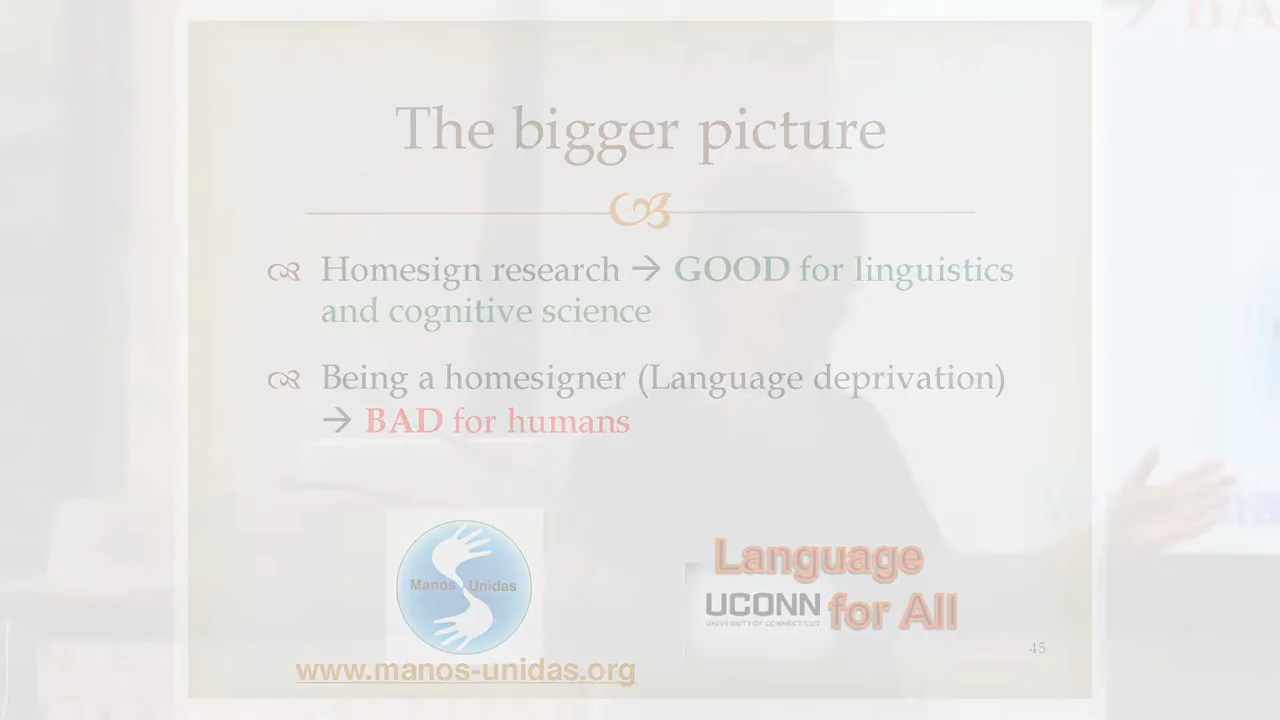 The bigger picture
Homesign research → GOOD for linguistics
and cognitive science
Being a homesigner (Language deprivation)
→ BAD for humans
Manos Unidas
www.manos-unidas.org
Language
UCONN for All
UNIVERSITY OF CONNECTICUT
45
→ BA